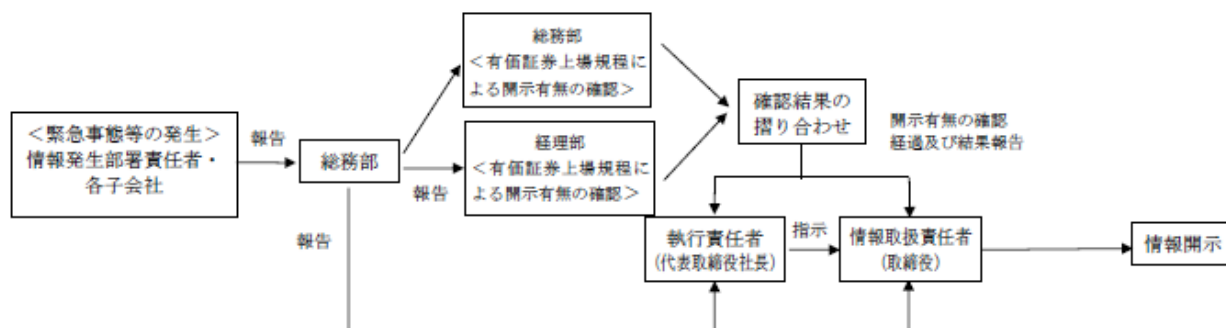 ＜緊急事態等の発生＞
情報発生部署責任者・
各子会社
報告
総務部
報告
報告
総務部
＜有価証券上場規程に
よる開示有無の確認＞
経理部
＜有価証券上場規程に
よる開示有無の確認＞
確認結果の
摺り合わせ
開示有無の確認
経過及び結果報告
執行責任者
(代表取締役社長)
指示
情報取扱責任者
(取締役)
情報開示